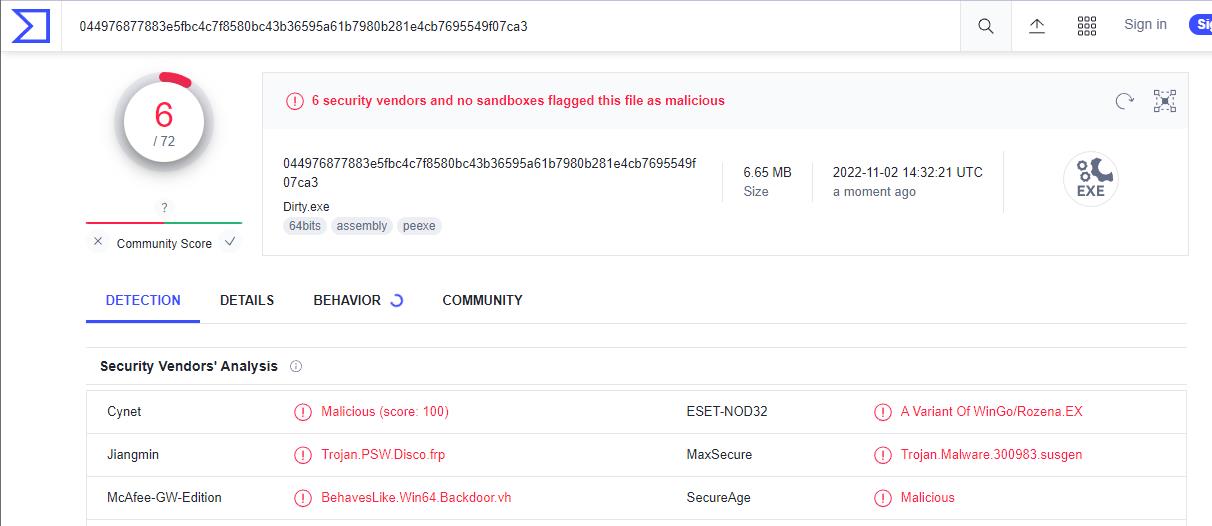 044976877883e5fbc4c7f8580bc43b36595a61b7980b281e4cb7695549f07ca3
Sign in
Sig
6
/ 72
6 security vendors and no sandboxes flagged this file as malicious
044976877883e5fbc4c7f8580bc43b36595a61b7980b281e4cb7695549f
07ca3
Dirty.exe
64bits assembly peexe
6.65 MB
Size
2022-11-02 14:32:21 UTC
a moment ago
EXE
?
Community Score
DETECTION DETAILS BEHAVIOR COMMUNITY
Security Vendors' Analysis
Cynet Malicious (score: 100) ESET-NOD32 A Variant Of WinGo/Rozena.EX
Jiangmin Trojan.PSW.Disco.frp MaxSecure Trojan.Malware.300983.susgen
McAfee-GW-Edition BehavesLike.Win64.Backdoor.vh SecureAge Malicious